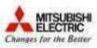 MITSUBISHI
ELECTRIC
Changes for the Better